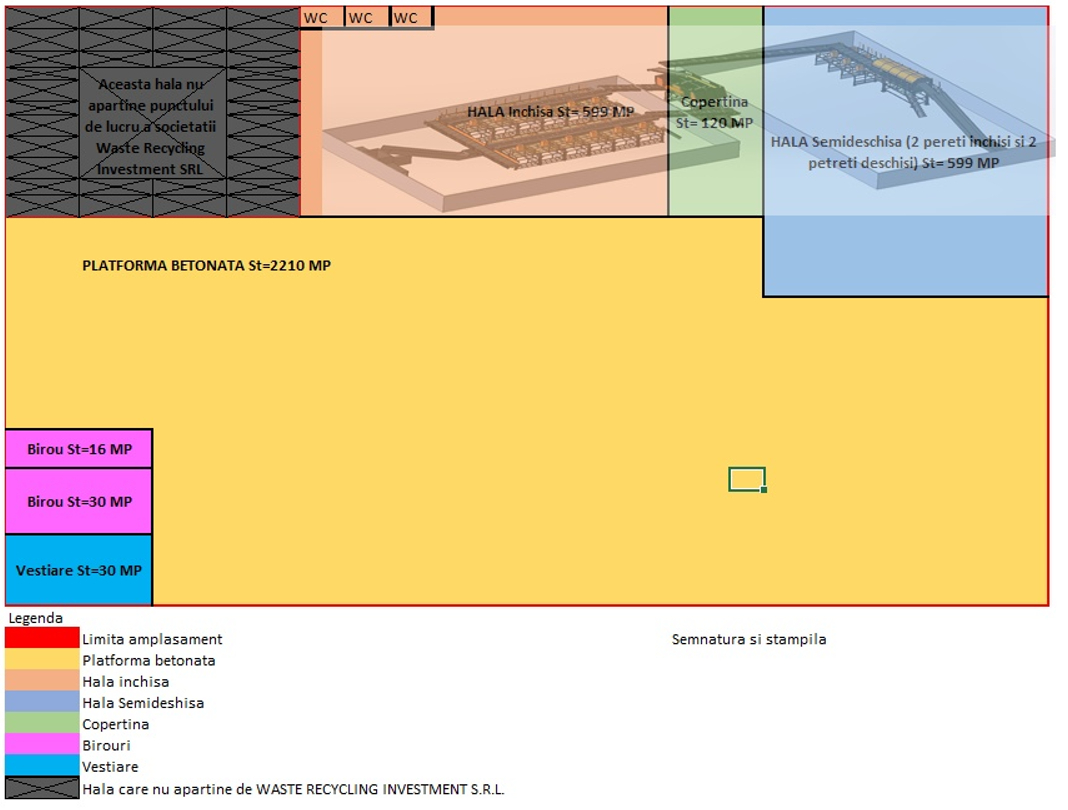 WC WC WC
Aceasta hala nu
apartine punctului
de lucru a societatii
Waste Recycling
Investment SRL
HALA Inchisa St= 599 MP
Copertina
St= 120 MP
HALA Semideschisa (2 pereti inchisi si 2
petreti deschisi) St= 599 MP
PLATFORMA BETONATA St=2210 MP
Birou St=16 MP
Birou St=30 MP
Vestiare St=30 MP
Legenda
Limita amplasament
Semnatura si stampila
Platforma betonata
Hala inchisa
Hala Semideshisa
Copertina
Birouri
Vestiare
Hala care nu apartine de WASTE RECYCLING INVESTMENT S.R.L.